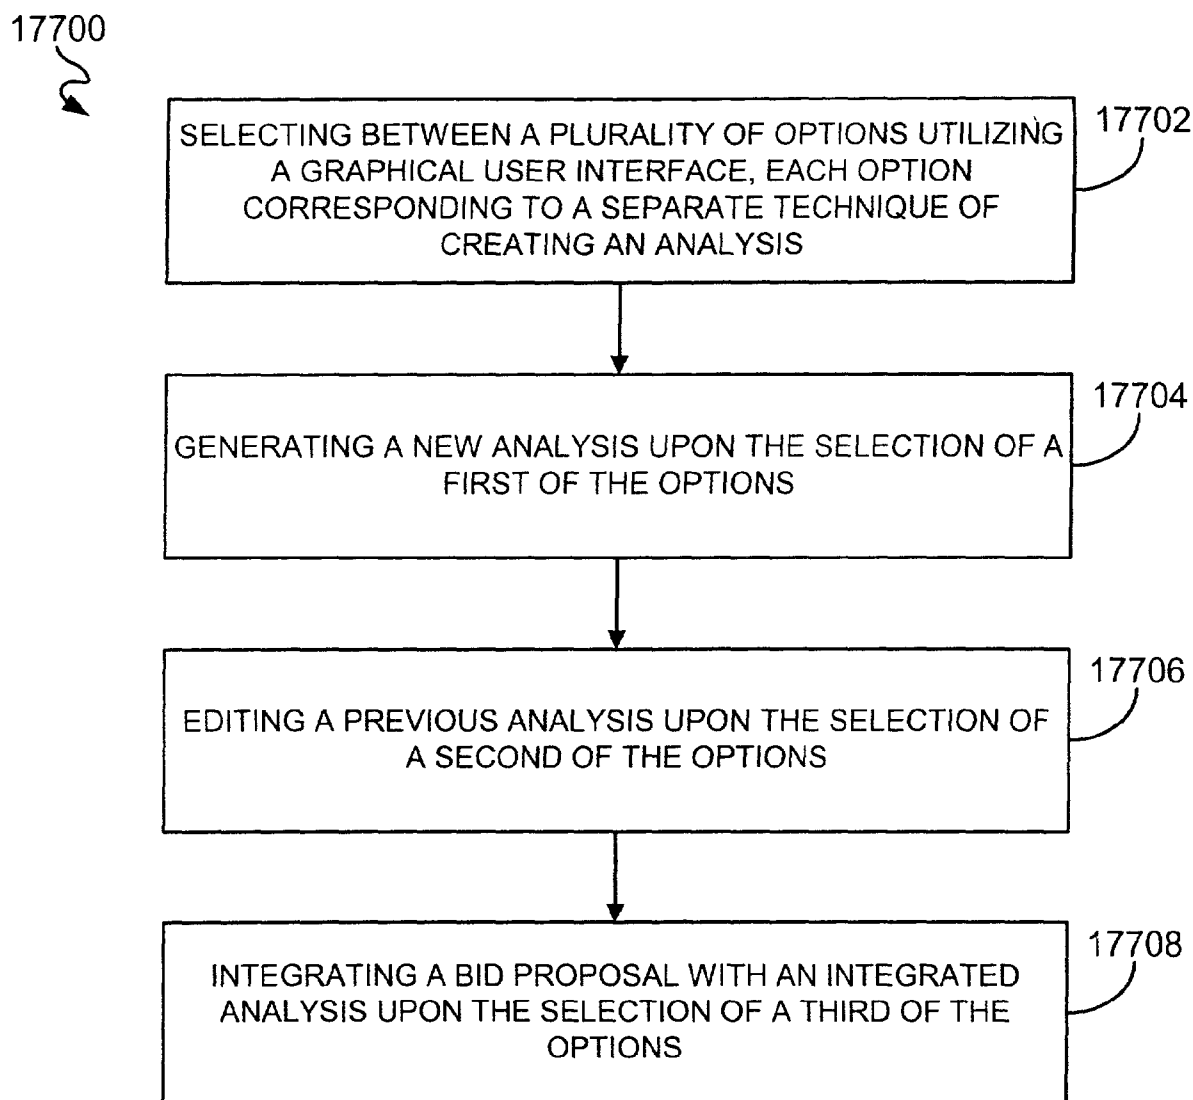 17700
SELECTING BETWEEN A PLURALITY OF OPTIONS UTILIZING
A GRAPHICAL USER INTERFACE, EACH OPTION
CORRESPONDING TO A SEPARATE TECHNIQUE OF
CREATING AN ANALYSIS
17702
GENERATING A NEW ANALYSIS UPON THE SELECTION OF A
FIRST OF THE OPTIONS
17704
EDITING A PREVIOUS ANALYSIS UPON THE SELECTION OF
A SECOND OF THE OPTIONS
17706
INTEGRATING A BID PROPOSAL WITH AN INTEGRATED
ANALYSIS UPON THE SELECTION OF A THIRD OF THE
OPTIONS
17708